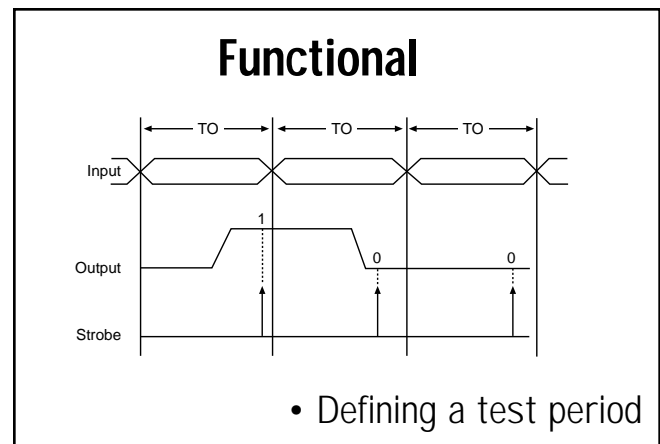 Functional
TO TO TO
Input
1
Output 0 0
Strobe
• Defining a test period